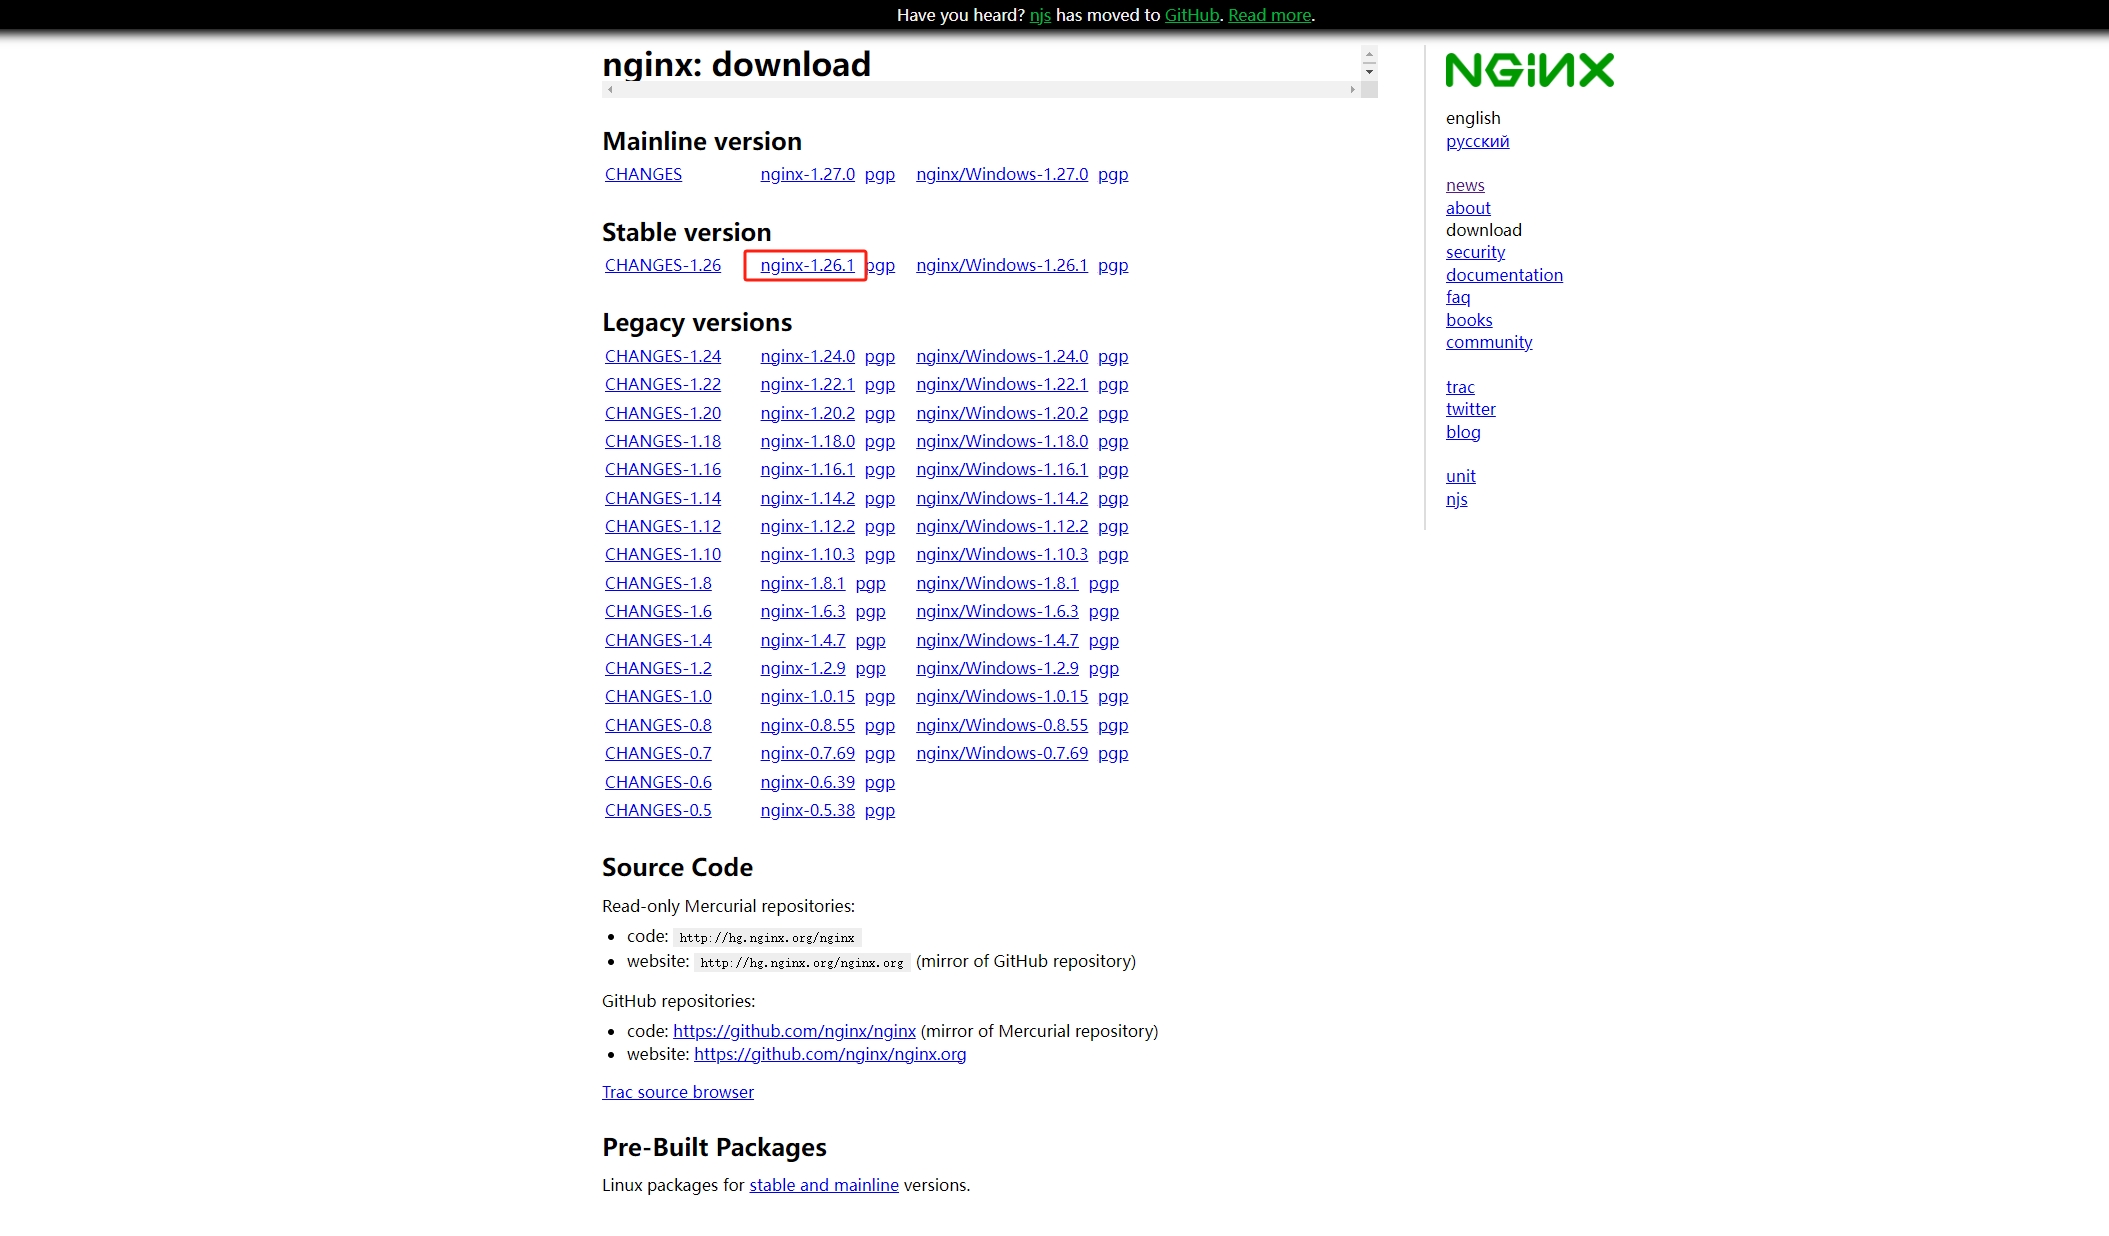 Have you heard? njs has moved to GitHub. Read more.
nginx: download
Mainline version
CHANGES nginx-1.27.0 pgp nginx/Windows-1.27.0 pgp
Stable version
CHANGES-1.26 nginx-1.26.1 pgp nginx/Windows-1.26.1 pgp
Legacy versions
CHANGES-1.24 nginx-1.24.0 pgp nginx/Windows-1.24.0 pgp
CHANGES-1.22 nginx-1.22.1 pgp nginx/Windows-1.22.1 pgp
CHANGES-1.20 nginx-1.20.2 pgp nginx/Windows-1.20.2 pgp
CHANGES-1.18 nginx-1.18.0 pgp nginx/Windows-1.18.0 pgp
CHANGES-1.16 nginx-1.16.1 pgp nginx/Windows-1.16.1 pgp
CHANGES-1.14 nginx-1.14.2 pgp nginx/Windows-1.14.2 pgp
CHANGES-1.12 nginx-1.12.2 pgp nginx/Windows-1.12.2 pgp
CHANGES-1.10 nginx-1.10.3 pgp nginx/Windows-1.10.3 pgp
CHANGES-1.8 nginx-1.8.1 pgp nginx/Windows-1.8.1 pgp
CHANGES-1.6 nginx-1.6.3 pgp nginx/Windows-1.6.3 pgp
CHANGES-1.4 nginx-1.4.7 pgp nginx/Windows-1.4.7 pgp
CHANGES-1.2 nginx-1.2.9 pgp nginx/Windows-1.2.9 pgp
CHANGES-1.0 nginx-1.0.15 pgp nginx/Windows-1.0.15 pgp
CHANGES-0.8 nginx-0.8.55 pgp nginx/Windows-0.8.55 pgp
CHANGES-0.7 nginx-0.7.69 pgp nginx/Windows-0.7.69 pgp
CHANGES-0.6 nginx-0.6.39 pgp
CHANGES-0.5 nginx-0.5.38 pgp
Source Code
Read-only Mercurial repositories:
• code: http://hg.nginx.org/nginx
• website: http://hg.nginx.org/nginx.org (mirror of GitHub repository)
GitHub repositories:
• code: https://github.com/nginx/nginx (mirror of Mercurial repository)
• website: https://github.com/nginx/nginx.org
Trac source browser
Pre-Built Packages
Linux packages for stable and mainline versions.
NGINX
english
русский
news
about
download
security
documentation
faq
books
community
trac
twitter
blog
unit
njs